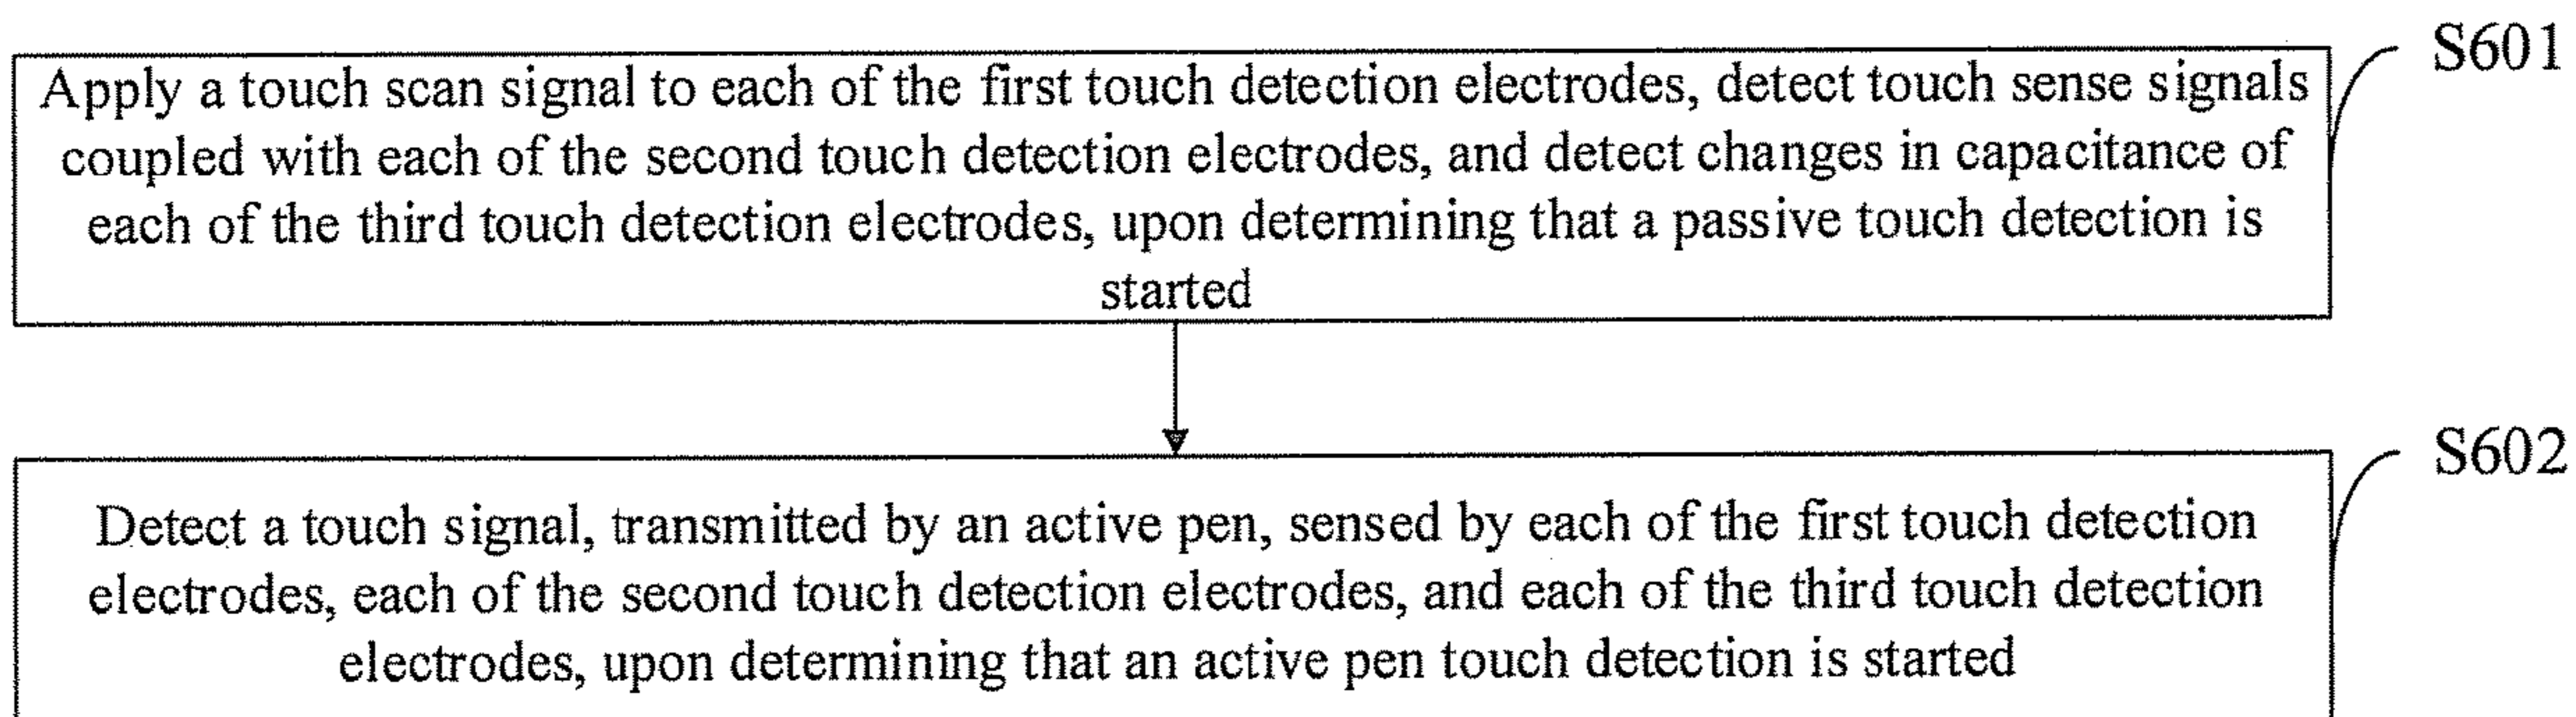 S601
Apply a touch scan signal to each of the first touch detection electrodes, detect touch sense signals
coupled with each of the second touch detection electrodes, and detect changes in capacitance of
each of the third touch detection electrodes, upon determining that a passive touch detection is
started
S602
Detect a touch signal, transmitted by an active pen, sensed by each of the first touch detection
electrodes, each of the second touch detection electrodes, and each of the third touch detection
electrodes, upon determining that an active pen touch detection is started